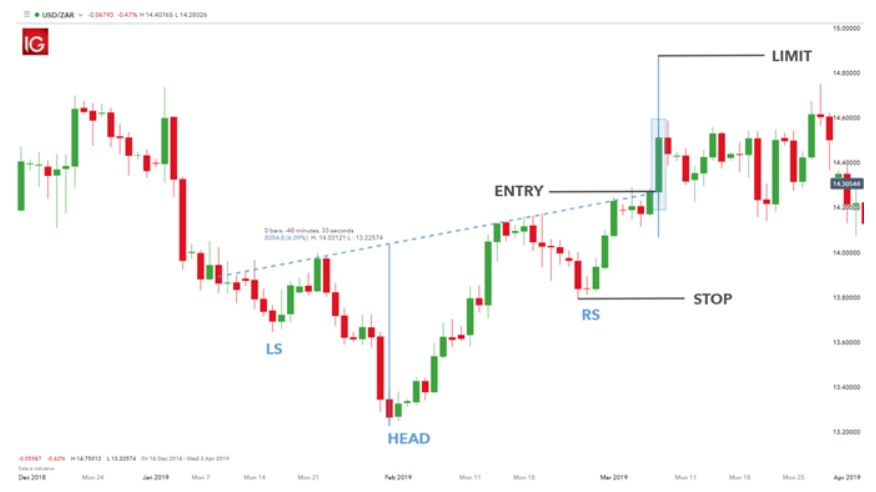 USD/ZAR -0.06793 -0.47% H 14.40765 L 14.28026
IG
15.00000
LIMIT
14.80000
14.60000
14.40000
14.30544
ENTRY
14.20000
0 bars, -48 minutes, 33 seconds
8054.8 (6.09%) H: 14.03121 L: 13.22574
14.00000
STOP
13.80000
RS
LS
13.60000
13.40000
HEAD
13.20000
-0.05987 -0.42% H 14.75012 L 13.22574 Fri 14 Dec 2018 - Wed 3 Apr 2019
Data is indicative
Dec 2018 Mon 24 Jan 2019 Mon 7 Mon 14 Mon 21 Feb 2019 Mon 11 Mon 18 Mar 2019 Mon 11 Mon 18 Mon 25 Apr 2019